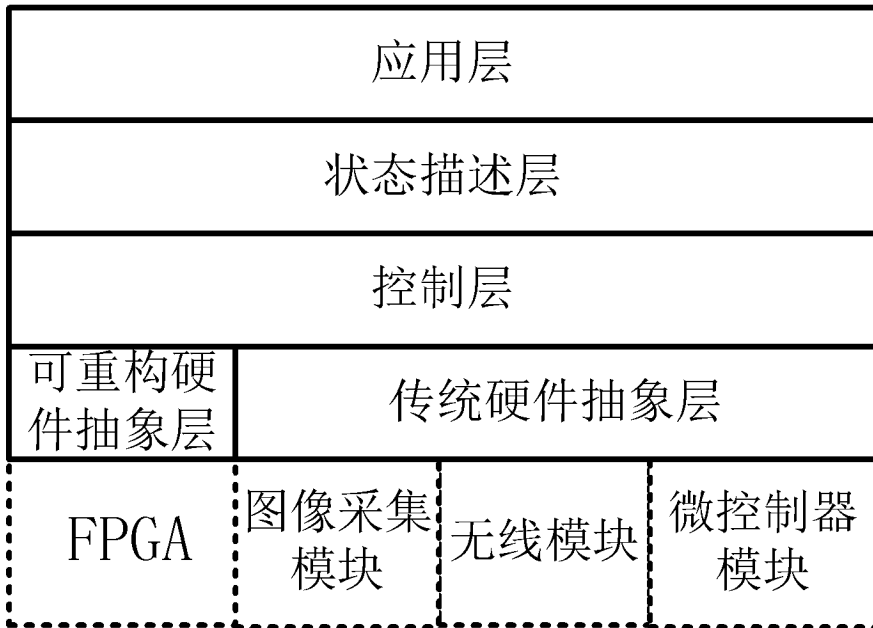 应用层
状态描述层
控制层
可重构硬
件抽象层
传统硬件抽象层
FPGA
图像采集
模块
无线模块
微控制器
模块